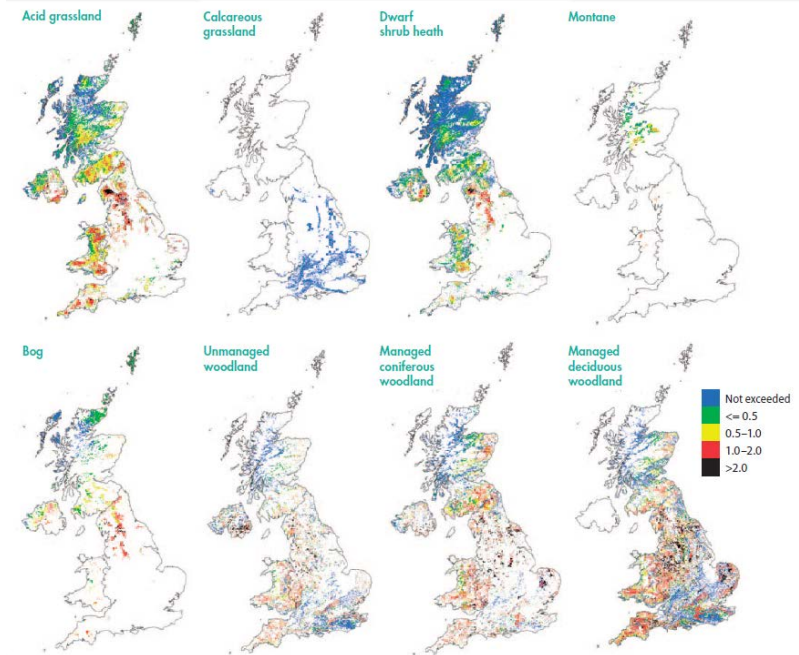 Acid grassland
Calcareous
grassland
Dwarf
shrub heath
Montane
Bog
Unmanaged
woodland
Managed
coniferous
woodland
Managed
deciduous
woodland
Not exceeded
<= 0.5
0.5–1.0
1.0–2.0
>2.0